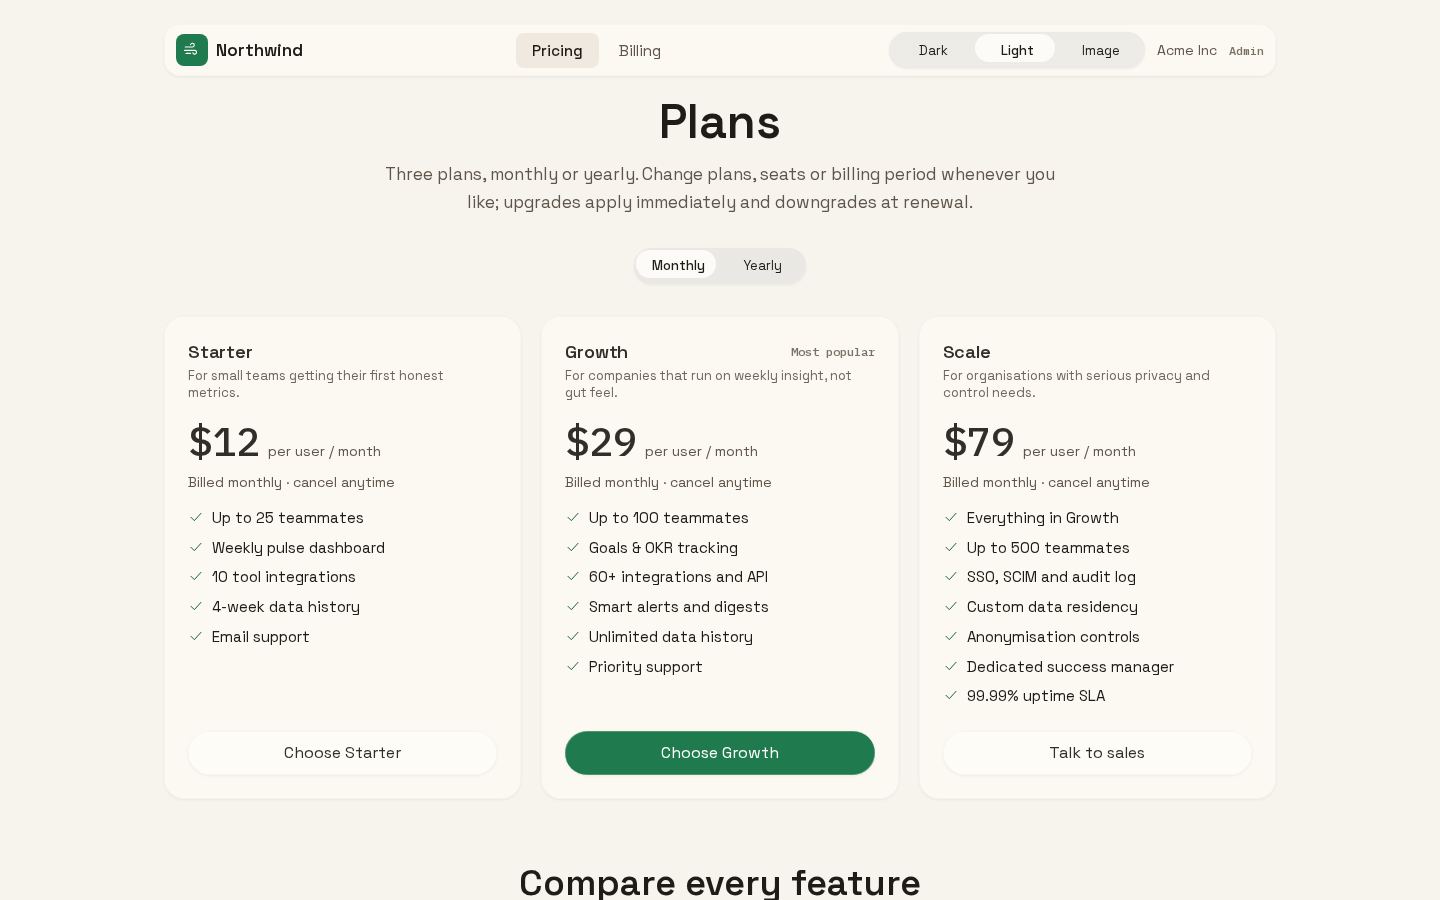 Northwind
Pricing
Billing
Dark
Light
Image
Acme Inc
Admin
Plans
Three plans, monthly or yearly. Change plans, seats or billing period whenever you
like; upgrades apply immediately and downgrades at renewal.
Monthly
Yearly
Starter
For small teams getting their first honest
metrics.
$12 per user / month
Billed monthly · cancel anytime
Up to 25 teammates
Weekly pulse dashboard
10 tool integrations
4-week data history
Email support
Choose Starter
Growth
Most popular
For companies that run on weekly insight, not
gut feel.
$29 per user / month
Billed monthly · cancel anytime
Up to 100 teammates
Goals & OKR tracking
60+ integrations and API
Smart alerts and digests
Unlimited data history
Priority support
Choose Growth
Scale
For organisations with serious privacy and
control needs.
$79 per user / month
Billed monthly · cancel anytime
Everything in Growth
Up to 500 teammates
SSO, SCIM and audit log
Custom data residency
Anonymisation controls
Dedicated success manager
99.99% uptime SLA
Talk to sales
Compare every feature